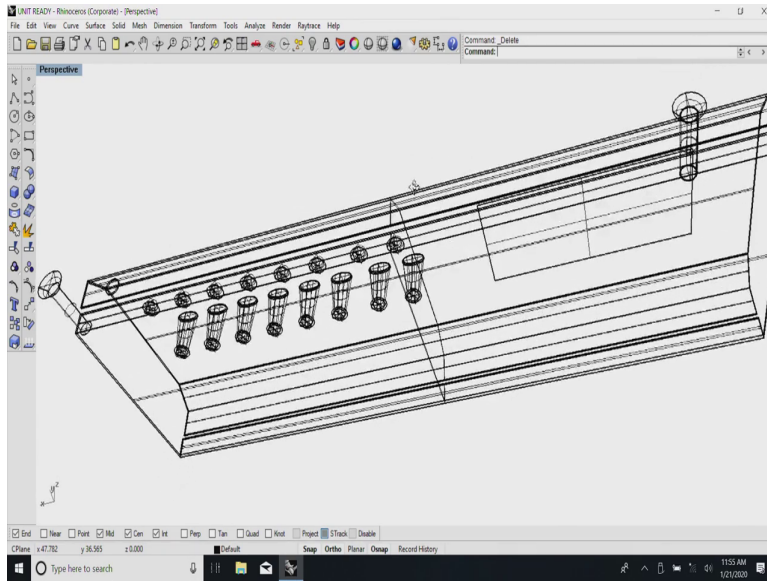 UNIT READY - Rhinoceros (Corporate) - [Perspective]
File Edit View Curve Surface Solid Mesh Dimension Transform Tools Analyze Render Raytrace Help
Command: _Delete
Command:
Perspective
z
y
x
End Near Point Mid Cen Int Perp Tan Quad Knot Project STrack Disable
CPlane x 47.782 y 36.565 z 0.000 Default Snap Ortho Planar Osnap Record History
Type here to search
11:55 AM
1/21/2020